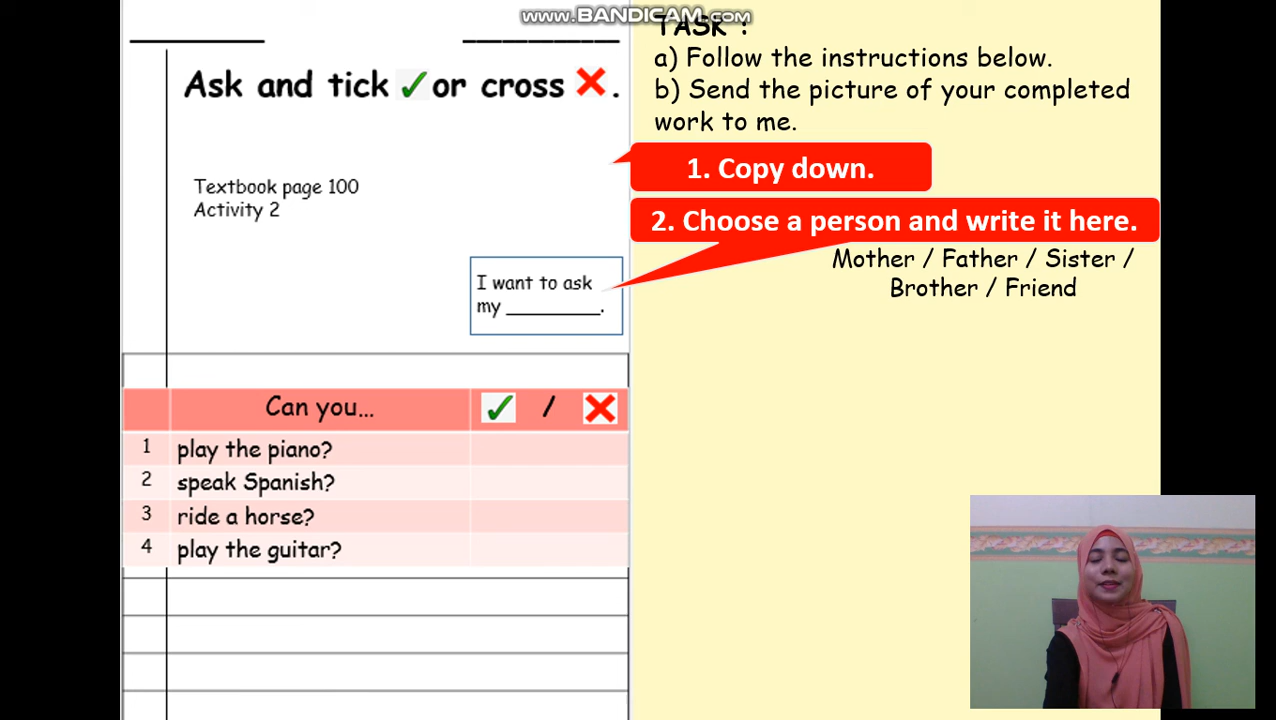 www.BANDICAM.com
Ask and tick ✓ or cross ✗.
Textbook page 100
Activity 2
I want to ask
my _________.
Can you... ✓ / ✗
1 play the piano?
2 speak Spanish?
3 ride a horse?
4 play the guitar?
TASK :
a) Follow the instructions below.
b) Send the picture of your completed
work to me.
1. Copy down.
2. Choose a person and write it here.
Mother / Father / Sister /
Brother / Friend